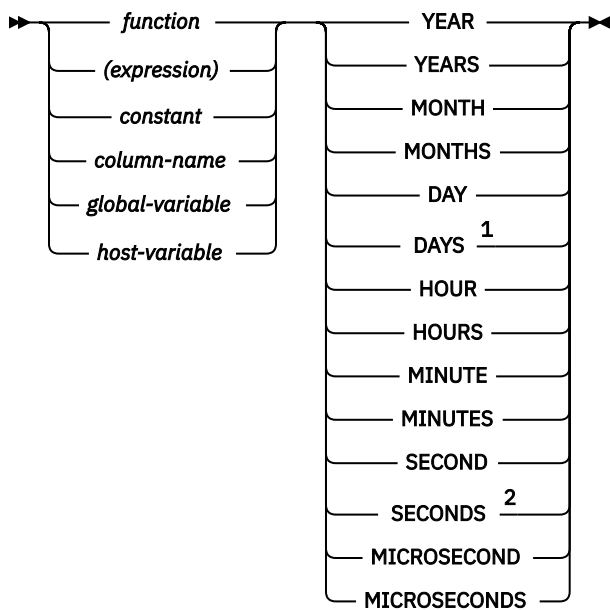 function
(expression)
constant
column-name
global-variable
host-variable
YEAR
YEARS
MONTH
MONTHS
DAY
DAYS 1
HOUR
HOURS
MINUTE
MINUTES
SECOND
SECONDS 2
MICROSECOND
MICROSECONDS